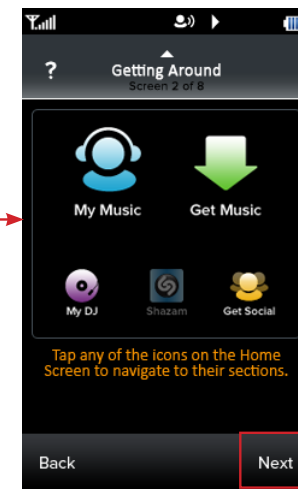 ?
Getting Around
Screen 2 of 8
My Music Get Music
My DJ Shazam Get Social
Tap any of the icons on the Home
Screen to navigate to their sections.
Back Next